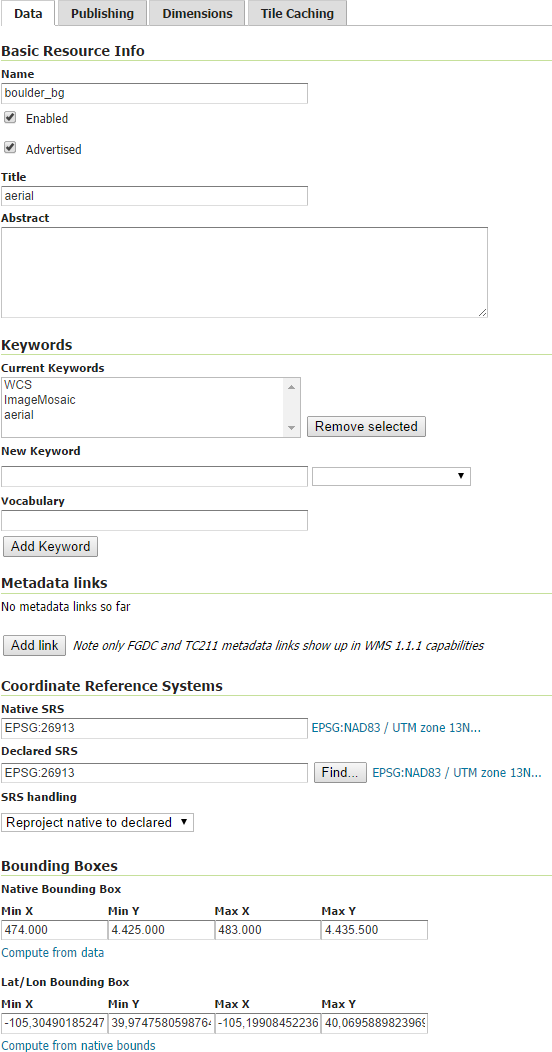 Data Publishing Dimensions Tile Caching
Basic Resource Info
Name
boulder_bg
Enabled
Advertised
Title
aerial
Abstract
Keywords
Current Keywords
WCS
ImageMosaic
aerial
Remove selected
New Keyword
Vocabulary
Add Keyword
Metadata links
No metadata links so far
Add link Note only FGDC and TC211 metadata links show up in WMS 1.1.1 capabilities
Coordinate Reference Systems
Native SRS
EPSG:26913 EPSG:NAD83 / UTM zone 13N...
Declared SRS
EPSG:26913 Find... EPSG:NAD83 / UTM zone 13N...
SRS handling
Reproject native to declared
Bounding Boxes
Native Bounding Box
Min X Min Y Max X Max Y
474.000 4.425.000 483.000 4.435.500
Compute from data
Lat/Lon Bounding Box
Min X Min Y Max X Max Y
-105,30490185247 39,974758059876 -105,19908452236 40,0695889823969
Compute from native bounds